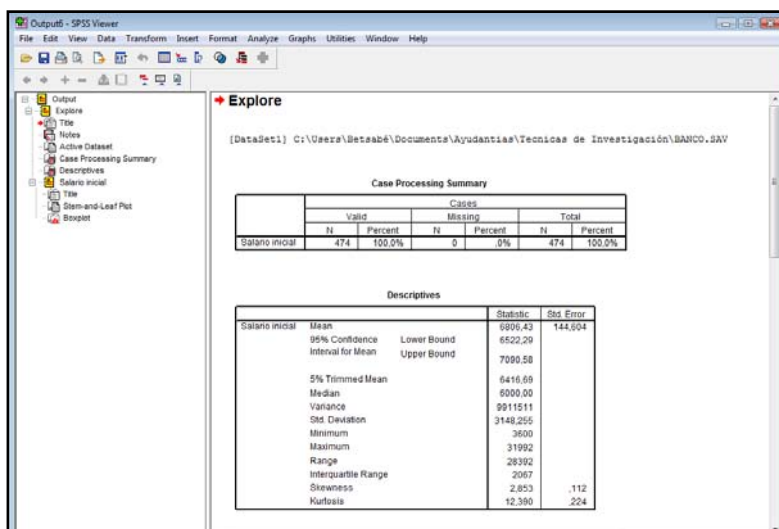 Output6 - SPSS Viewer
File Edit View Data Transform Insert Format Analyze Graphs Utilities Window Help
Output
Explore
Title
Notes
Active Dataset
Case Processing Summary
Descriptives
Salario inicial
Title
Stem-and-Leaf Plot
Boxplot
Explore
[DataSet1] C:\Users\Betsabé\Documents\Ayudantias\Tecnicas de Investigación\BANCO.SAV
Case Processing Summary
Cases
Valid Missing Total
N Percent N Percent N Percent
Salario inicial 474 100,0% 0 ,0% 474 100,0%
Descriptives
Statistic Std. Error
Salario inicial Mean 6806,43 144,604
95% Confidence Lower Bound 6522,29
Interval for Mean Upper Bound 7090,58
5% Trimmed Mean 6416,69
Median 6000,00
Variance 9911511
Std. Deviation 3148,255
Minimum 3600
Maximum 31992
Range 28392
Interquartile Range 2067
Skewness 2,853 ,112
Kurtosis 12,390 ,224